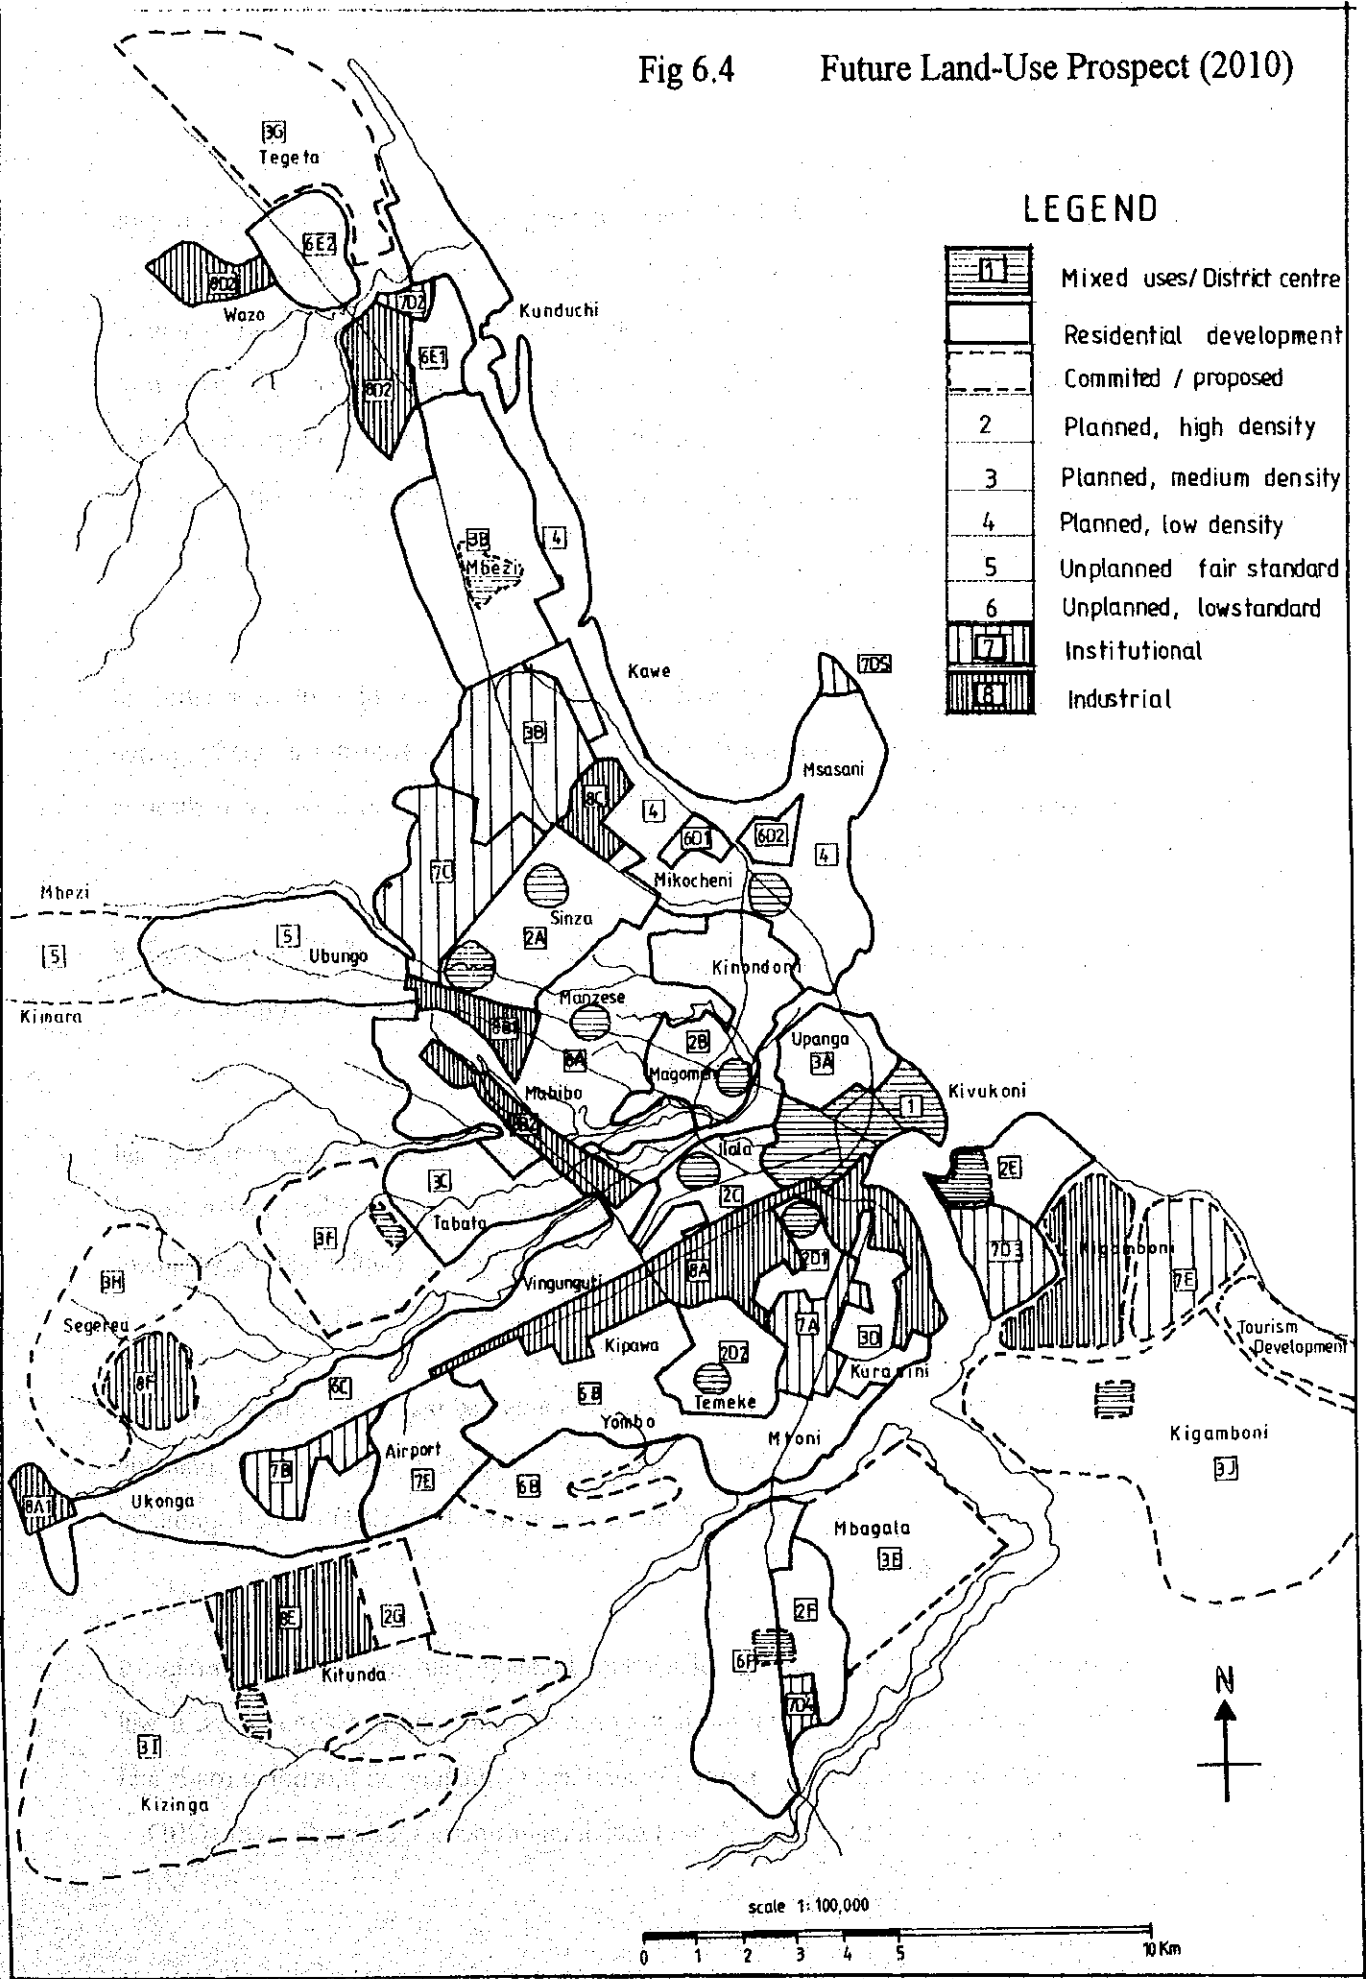 Fig 6.4 Future Land-Use Prospect (2010)
LEGEND
1 Mixed uses/District centre
Residential development
Commited / proposed
2 Planned, high density
3 Planned, medium density
4 Planned, low density
5 Unplanned fair standard
6 Unplanned, lowstandard
7 Institutional
8 Industrial
3G
Tegeta
6E2
8D2
Wazo
7D2
Kunduchi
6E1
8D2
3B
4
Mbezi
Kawe
7D5
3B
Msasani
8C
4
6D1
6D2
4
7C
Mikocheni
Mbezi
Sinza
5
5
Ubungo
2A
Kinondoni
Kimara
Manzese
8B1
2B
Upanga
6A
3A
Magomeni
Mabibo
Kivukoni
1
8B2
Ilala
2E
3C
2C
Tabata
3F
2D1
7D3
Kigamboni
3H
Vingunguti
8A
7E
Segerea
7A
3D
Tourism
Development
Kipawa
2D2
8F
6C
6B
Kurasini
Temeke
Yombo
Mtoni
Kigamboni
Airport
3J
7B
7E
6B
8A1
Ukonga
Mbagala
3E
8E
2G
2F
6F
Kitunda
7D4
N
3I
Kizinga
scale 1:100,000
0 1 2 3 4 5 10 Km